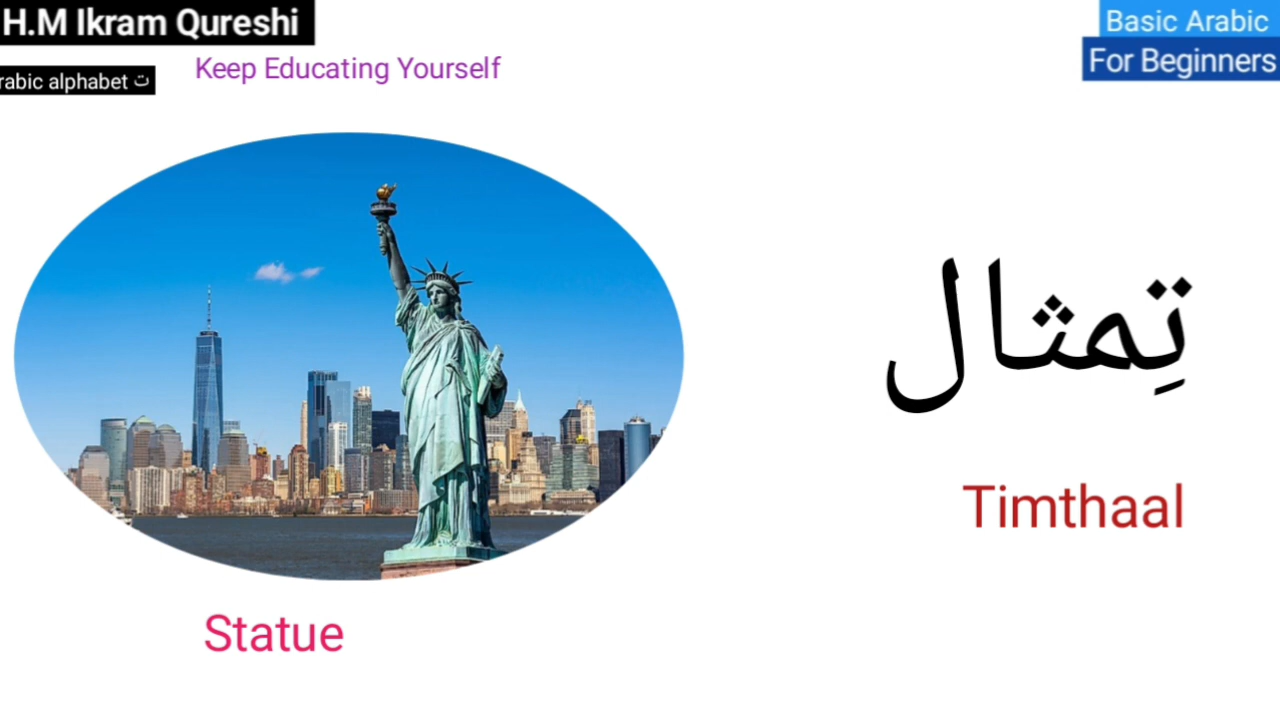 H.M Ikram Qureshi
Basic Arabic
For Beginners
Keep Educating Yourself
rabic alphabet ت
تِمثال
Timthaal
Statue